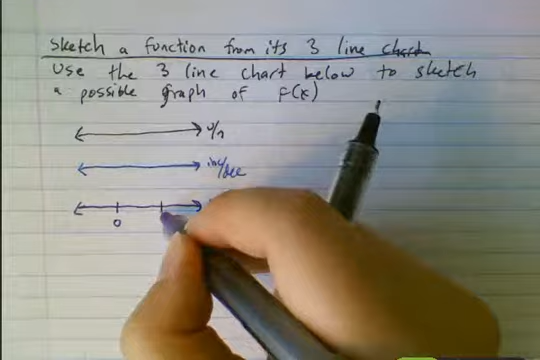 Sketch a function from its 3 line chart
Use the 3 line chart below to sketch
a possible graph of F(x)
inc/dec
0